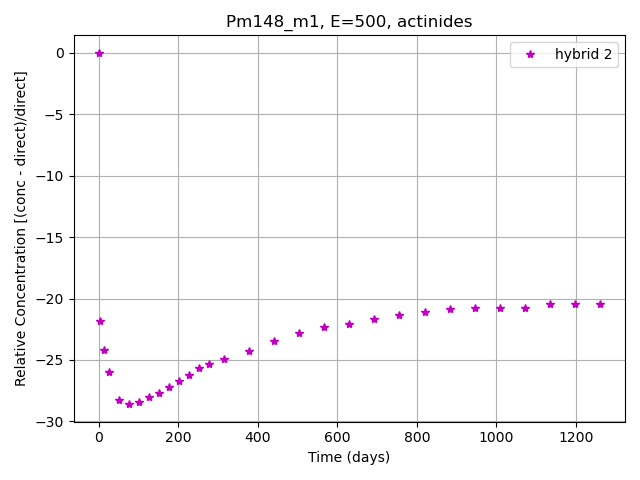 Pm148_m1, E=500, actinides
hybrid 2
Relative Concentration [(conc - direct)/direct]
0
−5
−10
−15
−20
−25
−30
0 200 400 600 800 1000 1200
Time (days)